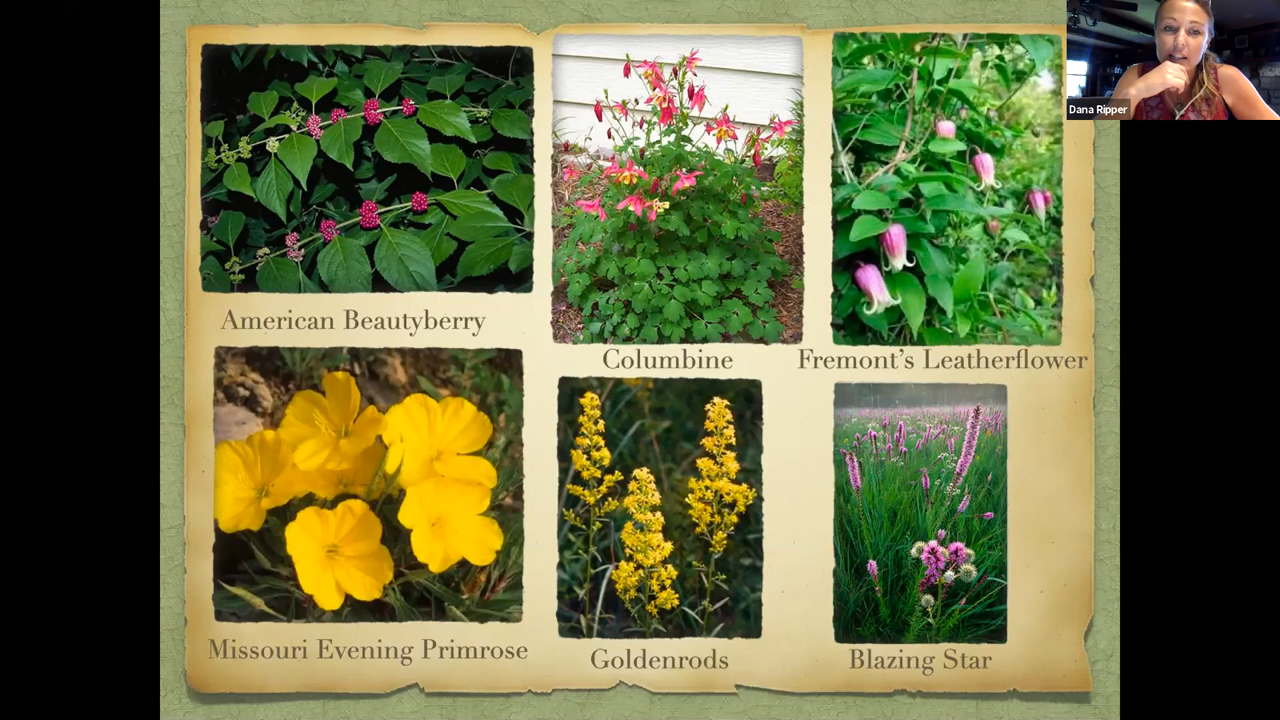 Dana Ripper
American Beautyberry
Columbine
Fremont's Leatherflower
Missouri Evening Primrose
Goldenrods
Blazing Star